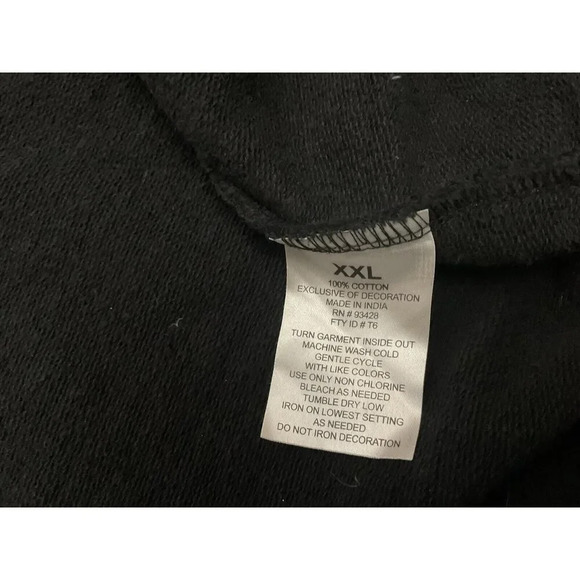 XXL
100% COTTON
EXCLUSIVE OF DECORATION
MADE IN INDIA
RN # 93428
FTY ID # T6
TURN GARMENT INSIDE OUT
MACHINE WASH COLD
GENTLE CYCLE
WITH LIKE COLORS
USE ONLY NON CHLORINE
BLEACH AS NEEDED
TUMBLE DRY LOW
IRON ON LOWEST SETTING
AS NEEDED
DO NOT IRON DECORATION